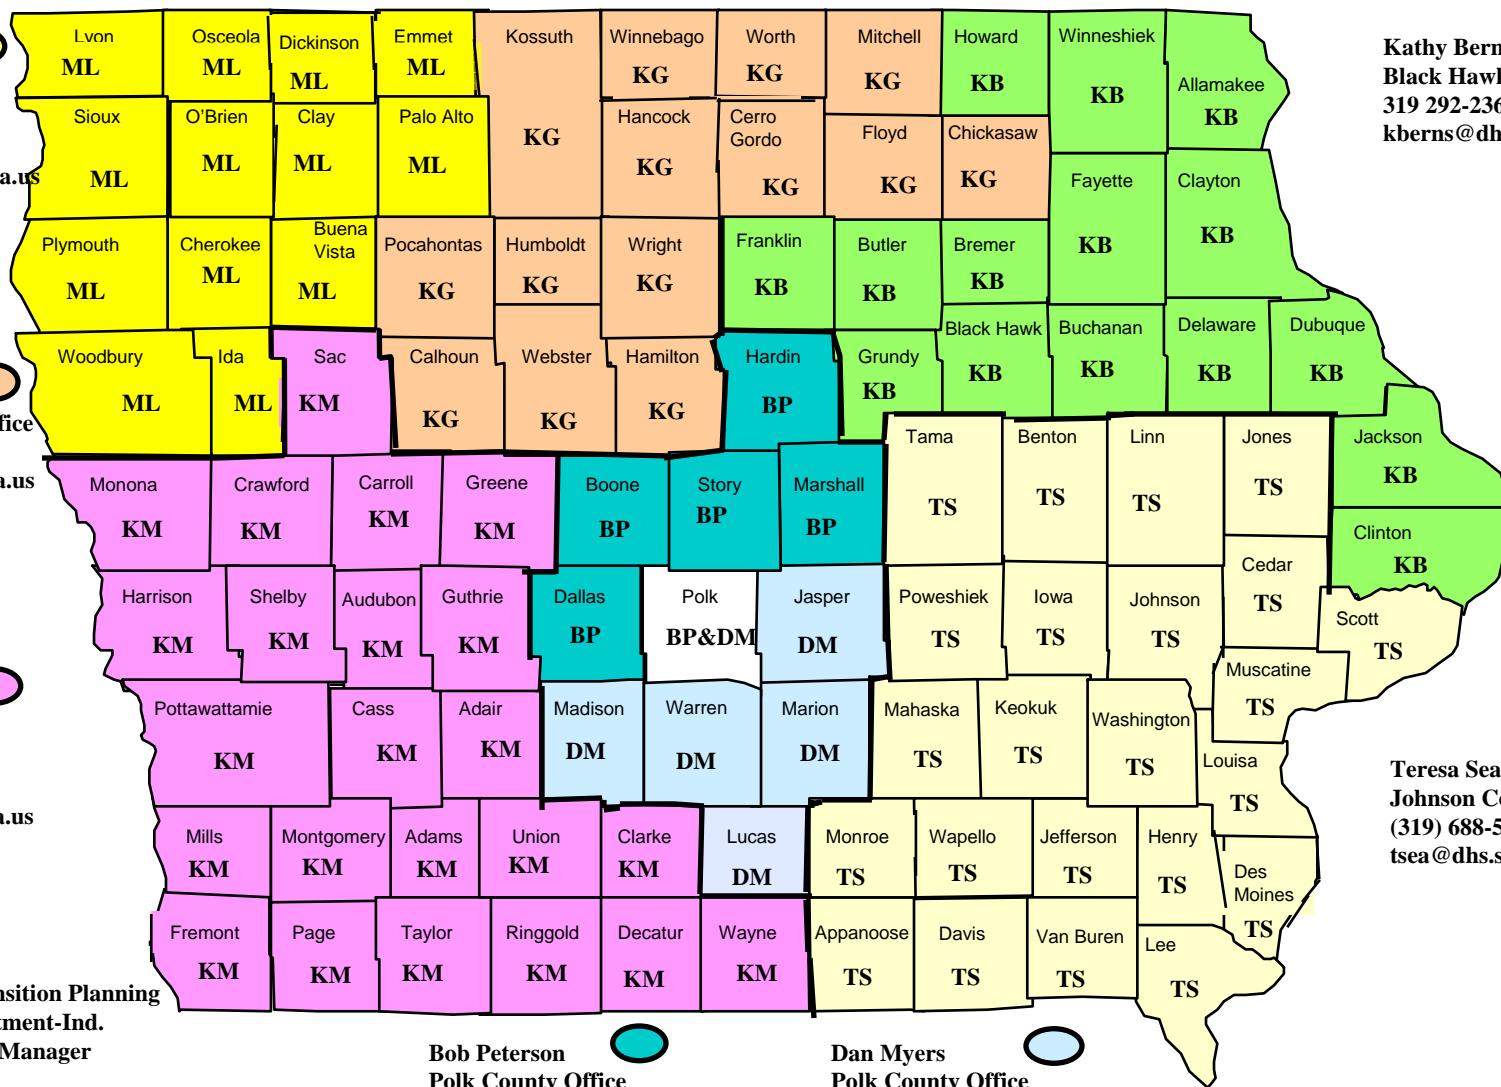 Lyon
Osceola
Dickinson
Emmet
Kossuth
Winnebago
Worth
Mitchell
Howard
Winneshiek
Allamakee
ML
ML
ML
ML
KG
KG
KG
KG
KB
KB
KB
Kathy Bern
Black Hawk
319 292-236
kberns@dh
Sioux
O'Brien
Clay
Palo Alto
Hancock
Cerro
Gordo
Floyd
Chickasaw
Fayette
Clayton
ML
ML
ML
ML
KG
KG
KG
KG
KB
KB
a.us
Plymouth
Cherokee
Buena
Vista
Pocahontas
Humboldt
Wright
Franklin
Butler
Bremer
ML
ML
ML
KG
KG
KG
KB
KB
KB
Woodbury
Ida
Sac
Calhoun
Webster
Hamilton
Hardin
Grundy
Black Hawk
Buchanan
Delaware
Dubuque
ML
ML
KM
KG
KG
KG
BP
KB
KB
KB
KB
KB
fice
a.us
Monona
Crawford
Carroll
Greene
Boone
Story
Marshall
Tama
Benton
Linn
Jones
Jackson
KM
KM
KM
KM
BP
BP
BP
TS
TS
TS
TS
KB
Clinton
KB
Harrison
Shelby
Audubon
Guthrie
Dallas
Polk
Jasper
Poweshiek
Iowa
Johnson
Cedar
Scott
KM
KM
KM
KM
BP
BP&DM
DM
TS
TS
TS
TS
TS
Pottawattamie
Cass
Adair
Madison
Warren
Marion
Mahaska
Keokuk
Washington
Muscatine
Louisa
KM
KM
KM
DM
DM
DM
TS
TS
TS
TS
TS
a.us
Teresa Sea
Johnson Co
(319) 688-5
tsea@dhs.s
Mills
Montgomery
Adams
Union
Clarke
Lucas
Monroe
Wapello
Jefferson
Henry
Des
Moines
KM
KM
KM
KM
KM
DM
TS
TS
TS
TS
TS
Fremont
Page
Taylor
Ringgold
Decatur
Wayne
Appanoose
Davis
Van Buren
Lee
KM
KM
KM
KM
KM
KM
TS
TS
TS
TS
nsition Planning
tment-Ind.
Manager
Bob Peterson
Polk County Office
Dan Myers
Polk County Office